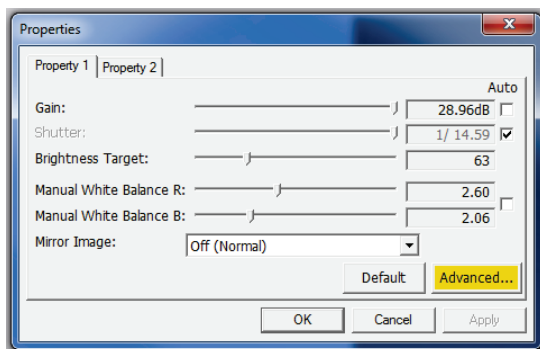 Properties
Property 1 Property 2
Auto
Gain: 28.96dB
Shutter: 1/ 14.59
Brightness Target: 63
Manual White Balance R: 2.60
Manual White Balance B: 2.06
Mirror Image: Off (Normal)
Default Advanced...
OK Cancel Apply